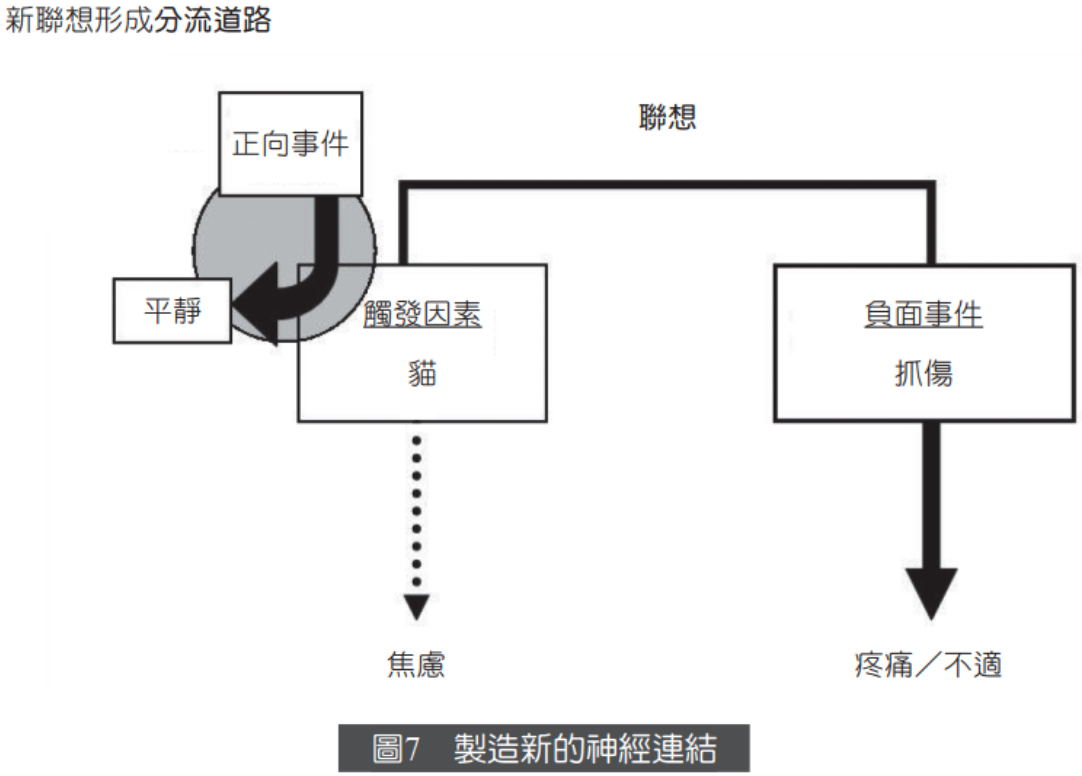 新聯想形成分流道路
正向事件
聯想
平靜
觸發因素
貓
負面事件
抓傷
焦慮
疼痛／不適
圖7 製造新的神經連結